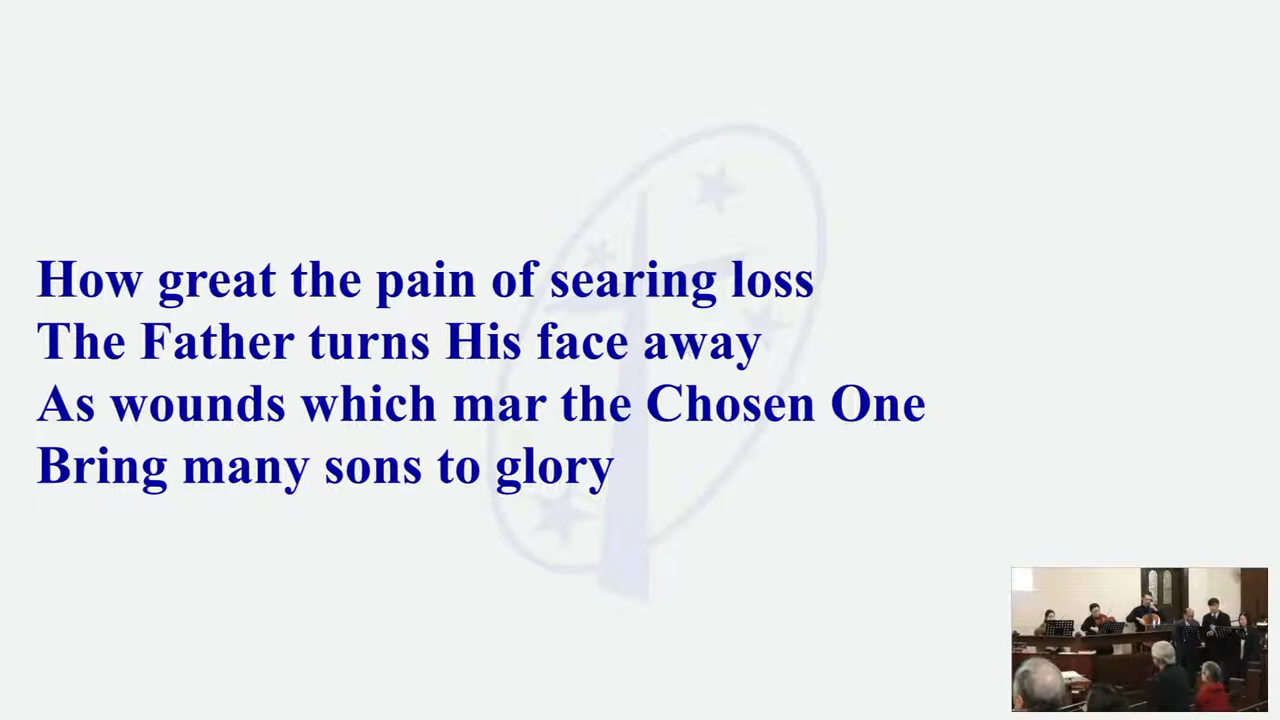 How great the pain of searing loss
The Father turns His face away
As wounds which mar the Chosen One
Bring many sons to glory